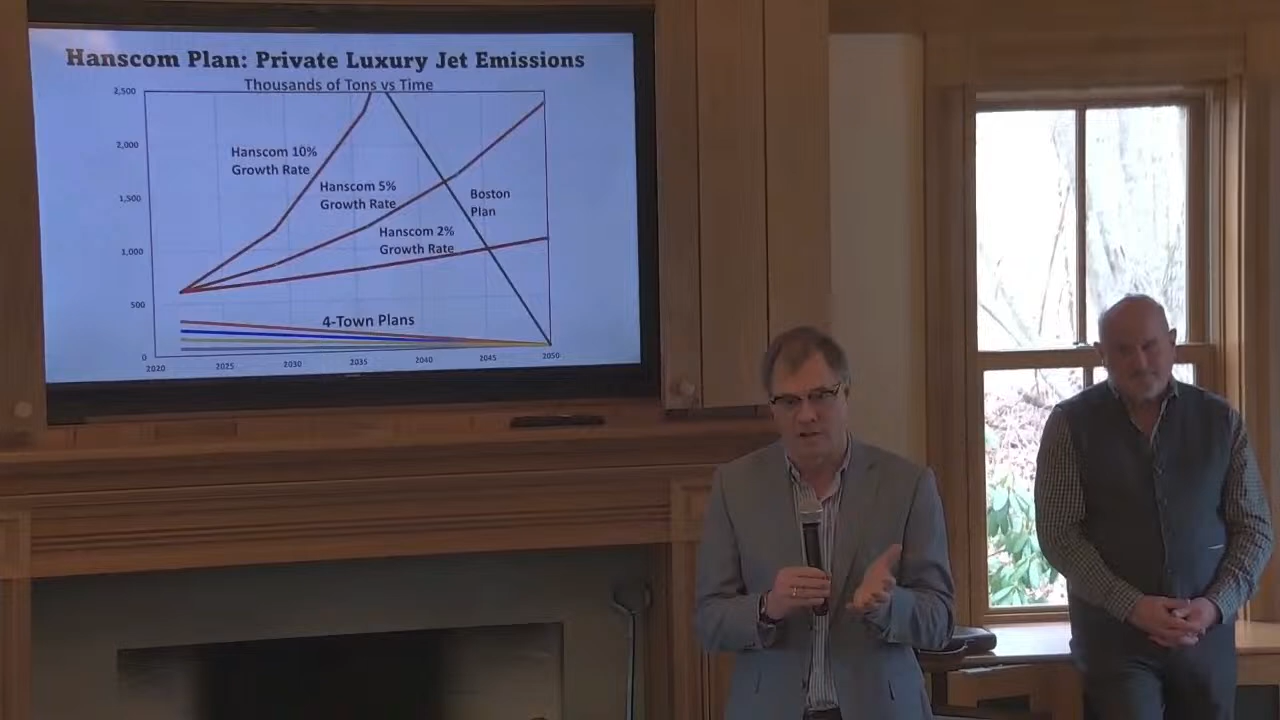 Hanscom Plan: Private Luxury Jet Emissions
Thousands of Tons vs Time
2,500
2,000
1,500
1,000
500
0
Hanscom 10%
Growth Rate
Hanscom 5%
Growth Rate
Boston
Plan
Hanscom 2%
Growth Rate
4-Town Plans
2020
2025
2030
2035
2040
2045
2050